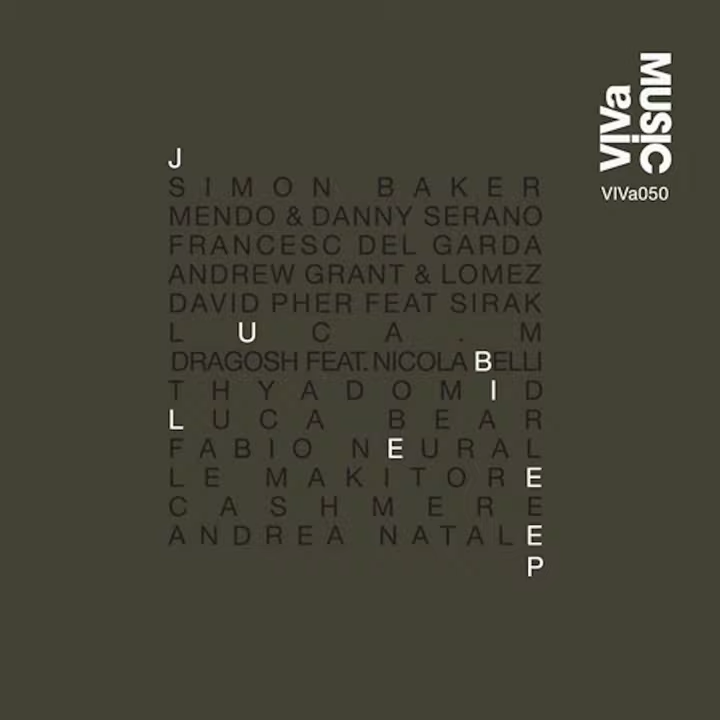 ViVa
Music
VIVa050
J
SIMON BAKER
MENDO & DANNY SERANO
FRANCESC DEL GARDA
ANDREW GRANT & LOMEZ
DAVID PHER FEAT SIRAK
LUCA.M
DRAGOSH FEAT. NICOLA BELLI
THYADOMID
LUCA BEAR
FABIO NEURAL
LE MAKITORE
CASHMERE
ANDREA NATALE
P